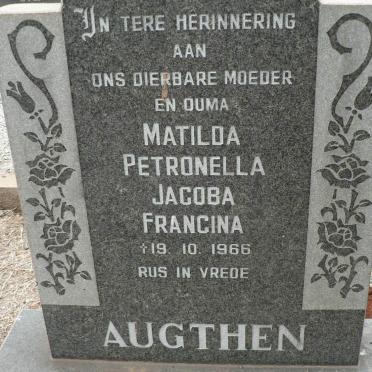 IN TERE HERINNERING
AAN
ONS DIERBARE MOEDER
EN OUMA
MATILDA
PETRONELLA
JACOBA
FRANCINA
†19. 10. 1966
RUS IN VREDE
AUGTHEN